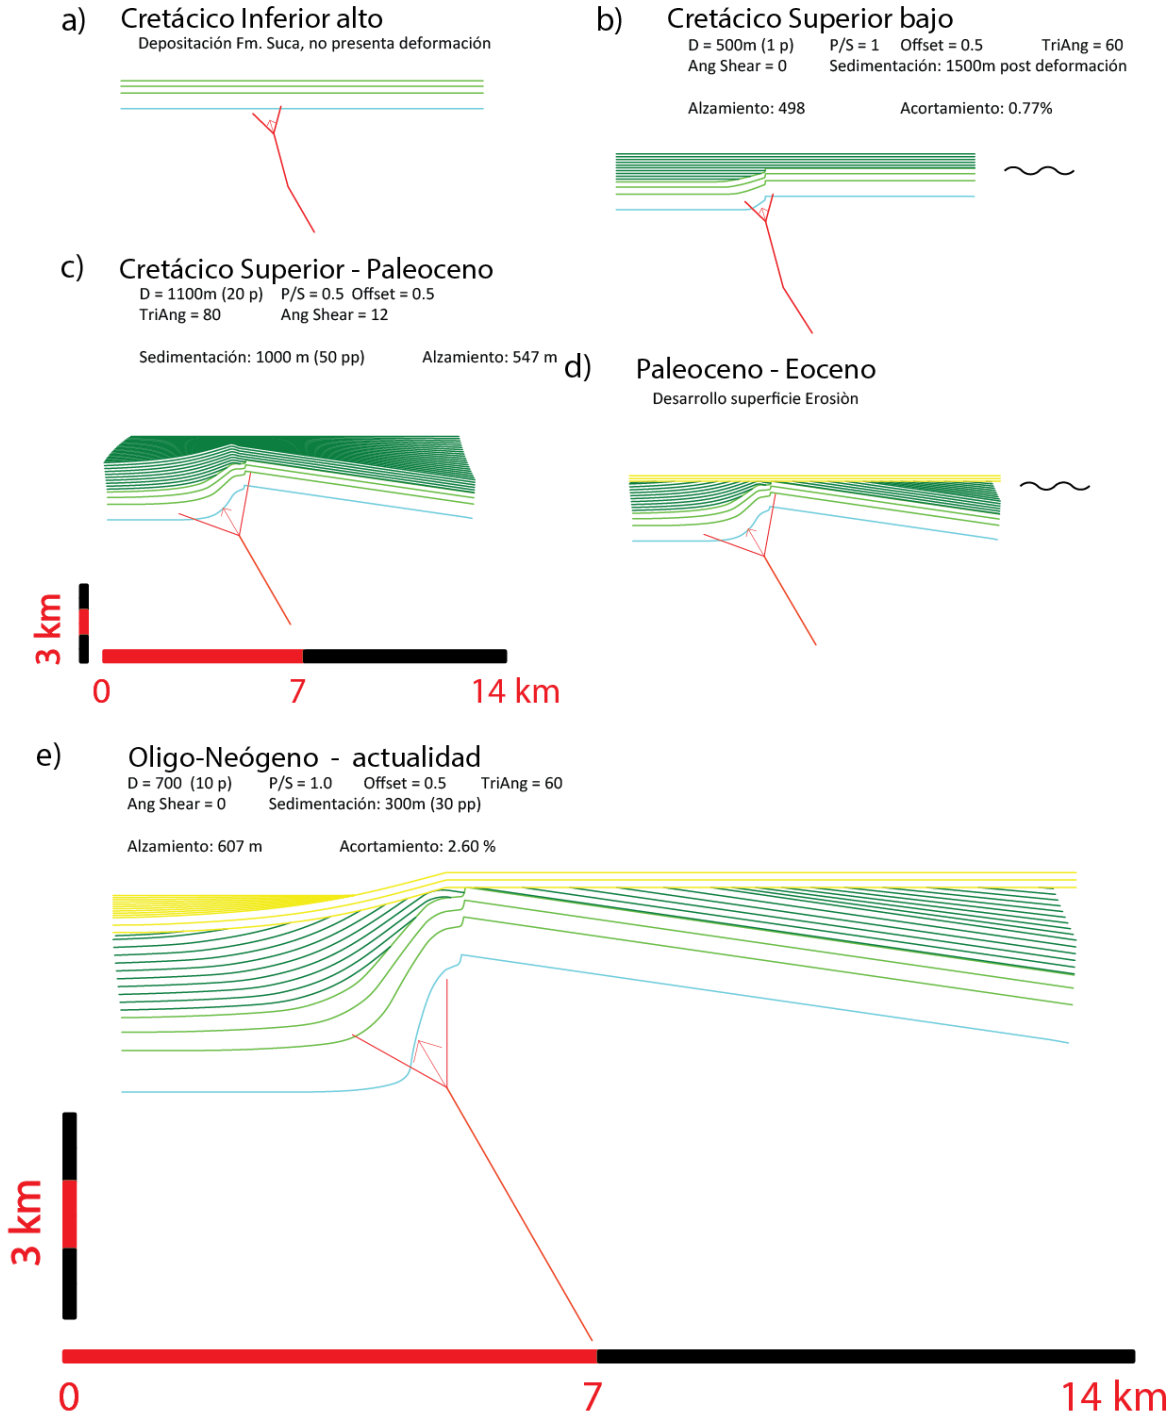 a) Cretácico Inferior alto
Depositación Fm. Suca, no presenta deformación
b) Cretácico Superior bajo
D = 500m (1 p) P/S = 1 Offset = 0.5 TriAng = 60
Ang Shear = 0 Sedimentación: 1500m post deformación
Alzamiento: 498 Acortamiento: 0.77%
c) Cretácico Superior - Paleoceno
D = 1100m (20 p) P/S = 0.5 Offset = 0.5
TriAng = 80 Ang Shear = 12
Sedimentación: 1000 m (50 pp) Alzamiento: 547 m
d) Paleoceno - Eoceno
Desarrollo superficie Erosiòn
3 km
0 7 14 km
e) Oligo-Neógeno - actualidad
D = 700 (10 p) P/S = 1.0 Offset = 0.5 TriAng = 60
Ang Shear = 0 Sedimentación: 300m (30 pp)
Alzamiento: 607 m Acortamiento: 2.60 %
3 km
0 7 14 km